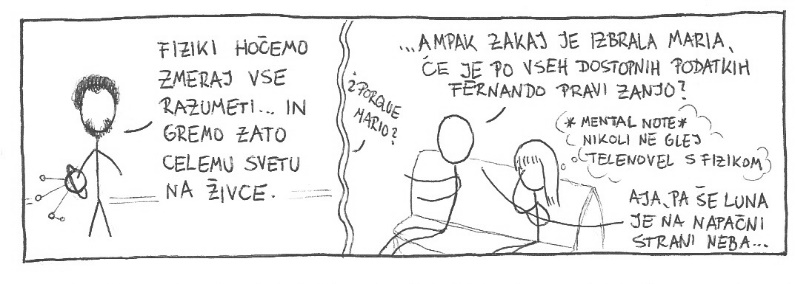 FIZIKI HOČEMO
ZMERAJ VSE
RAZUMETI... IN
GREMO ZATO
CELEMU SVETU
NA ŽIVCE.
...AMPAK ZAKAJ JE IZBRALA MARIA,
ČE JE PO VSEH DOSTOPNIH PODATKIH
FERNANDO PRAVI ZANJO?
¿PORQUE
MARIO?
*MENTAL NOTE*
NIKOLI NE GLEJ
TELENOVEL S FIZIKOM
AJA, PA ŠE LUNA
JE NA NAPAČNI
STRANI NEBA...